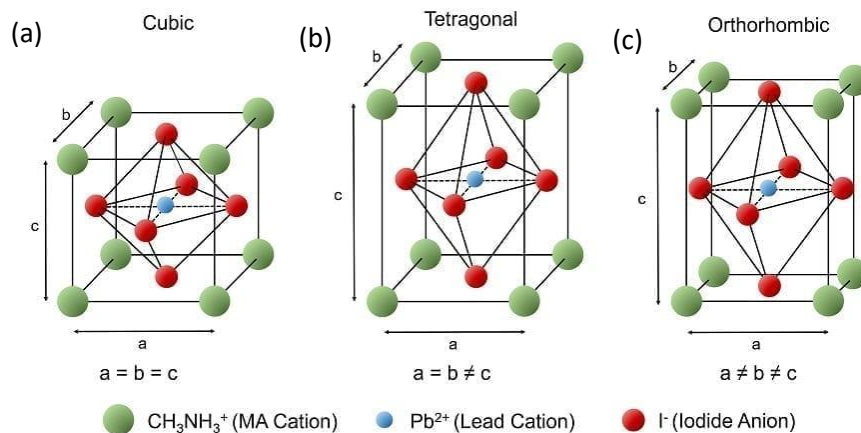 (a) Cubic
b
c
a
a = b = c
(b) Tetragonal
b
c
a
a = b ≠ c
(c) Orthorhombic
b
c
a
a ≠ b ≠ c
CH₃NH₃⁺ (MA Cation)
Pb²⁺ (Lead Cation)
I⁻ (Iodide Anion)